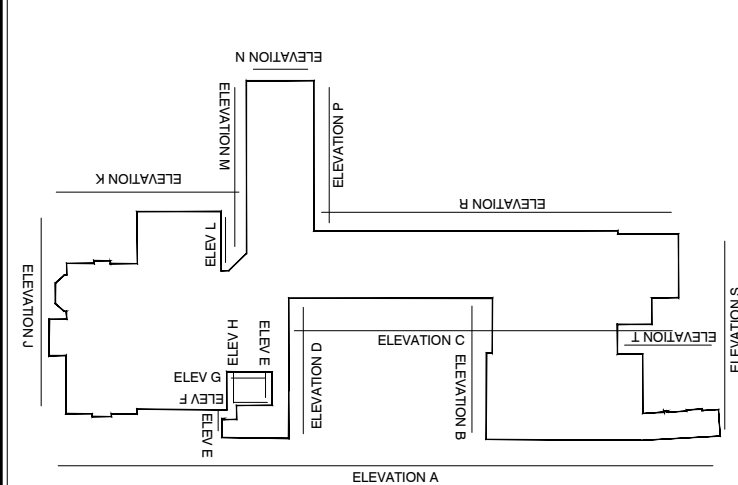 ELEVATION N
ELEVATION M
ELEVATION P
ELEVATION K
ELEVATION R
ELEV L
ELEVATION J
ELEVATION S
ELEV H
ELEV E
ELEVATION D
ELEVATION C
ELEVATION B
ELEVATION T
ELEV G
ELEV F
ELEV E
ELEVATION A